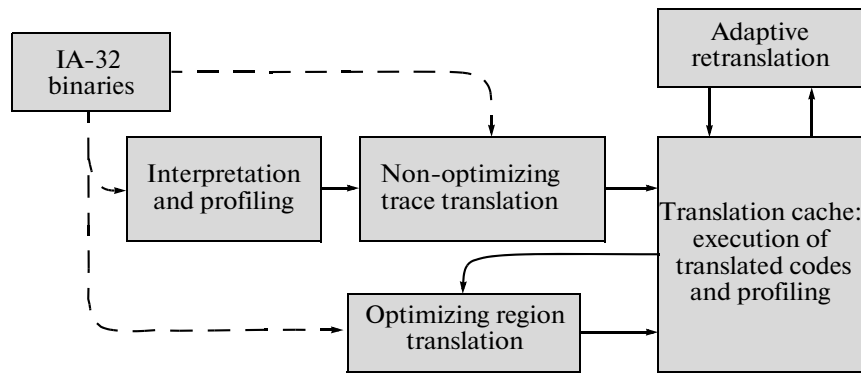 IA-32
binaries
Adaptive
retranslation
Interpretation
and profiling
Non-optimizing
trace translation
Translation cache:
execution of
translated codes
and profiling
Optimizing region
translation